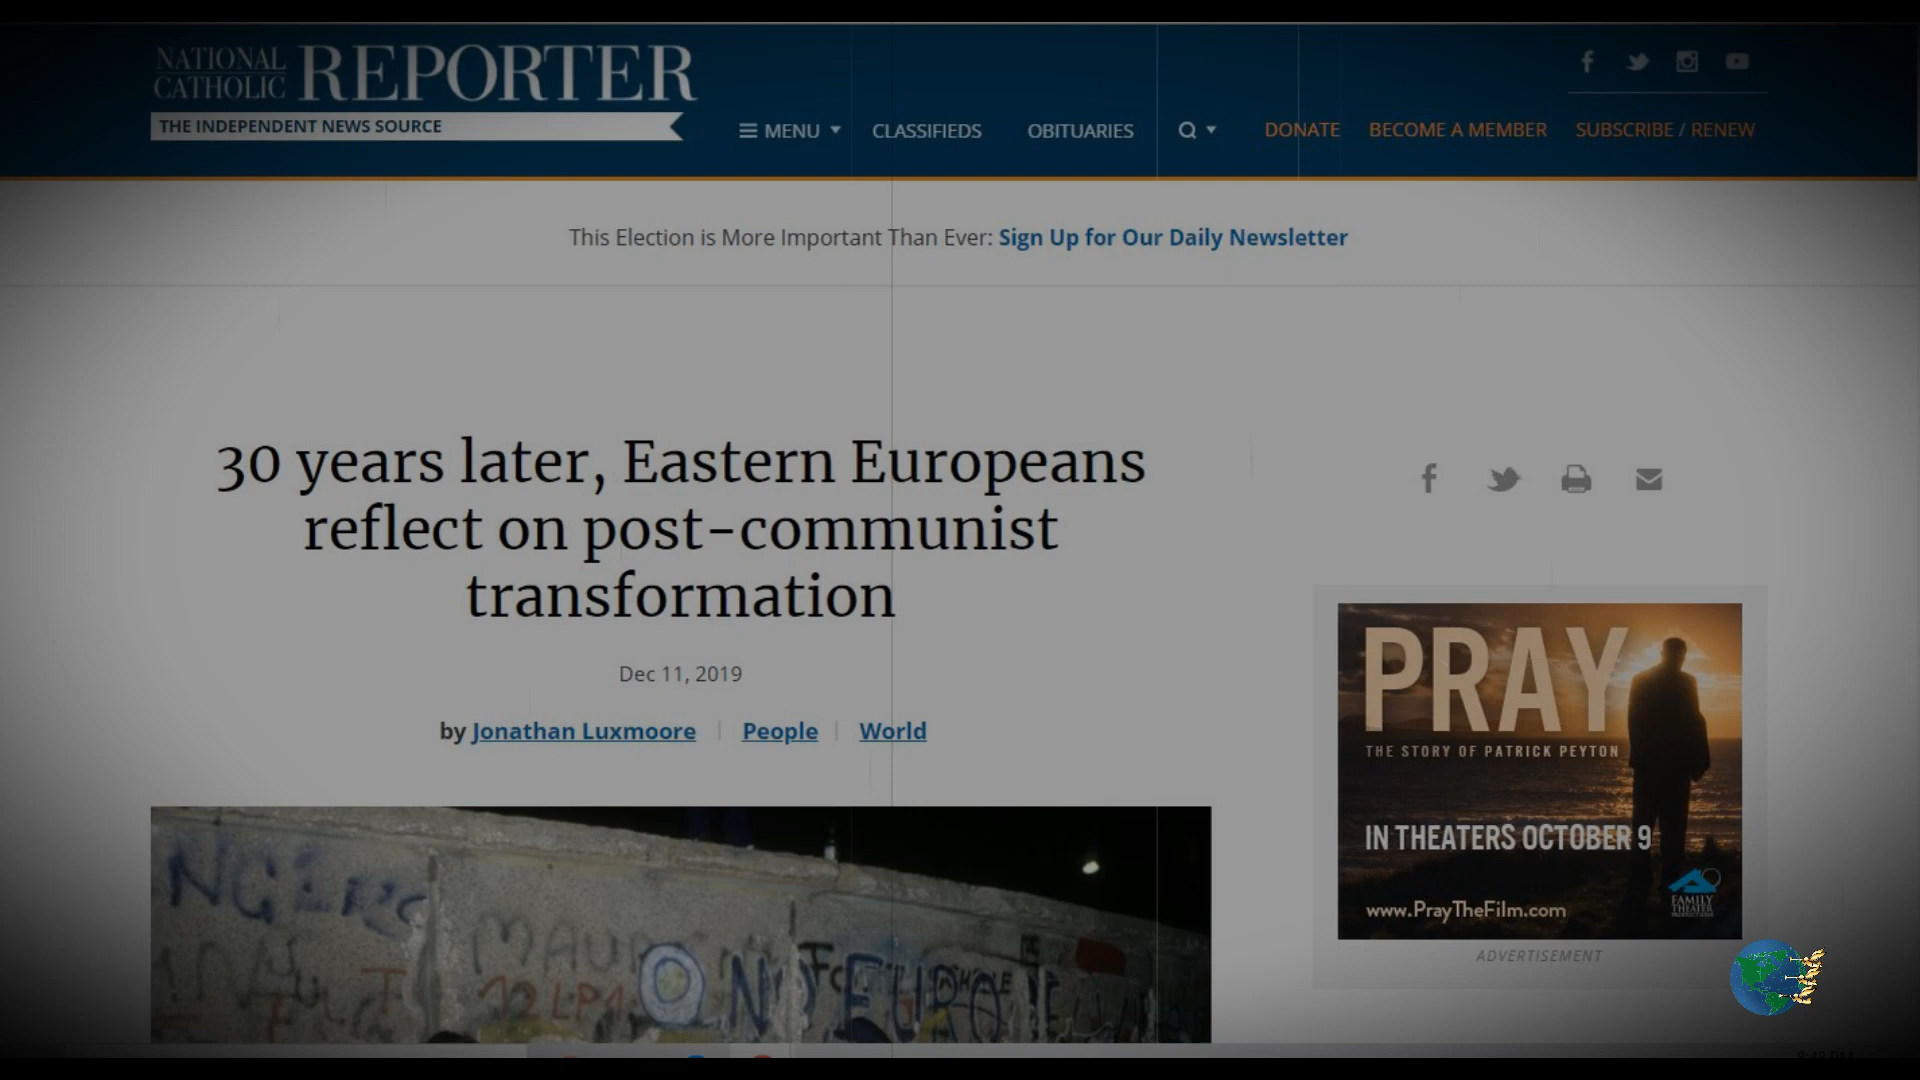 NATIONAL
CATHOLIC
REPORTER
THE INDEPENDENT NEWS SOURCE
MENU
CLASSIFIEDS
OBITUARIES
DONATE
BECOME A MEMBER
SUBSCRIBE / RENEW
This Election is More Important Than Ever: Sign Up for Our Daily Newsletter
30 years later, Eastern Europeans
reflect on post-communist
transformation
Dec 11, 2019
by Jonathan Luxmoore | People | World
PRAY
THE STORY OF PATRICK PEYTON
IN THEATERS OCTOBER 9
www.PrayTheFilm.com
FAMILY
THEATER
ADVERTISEMENT